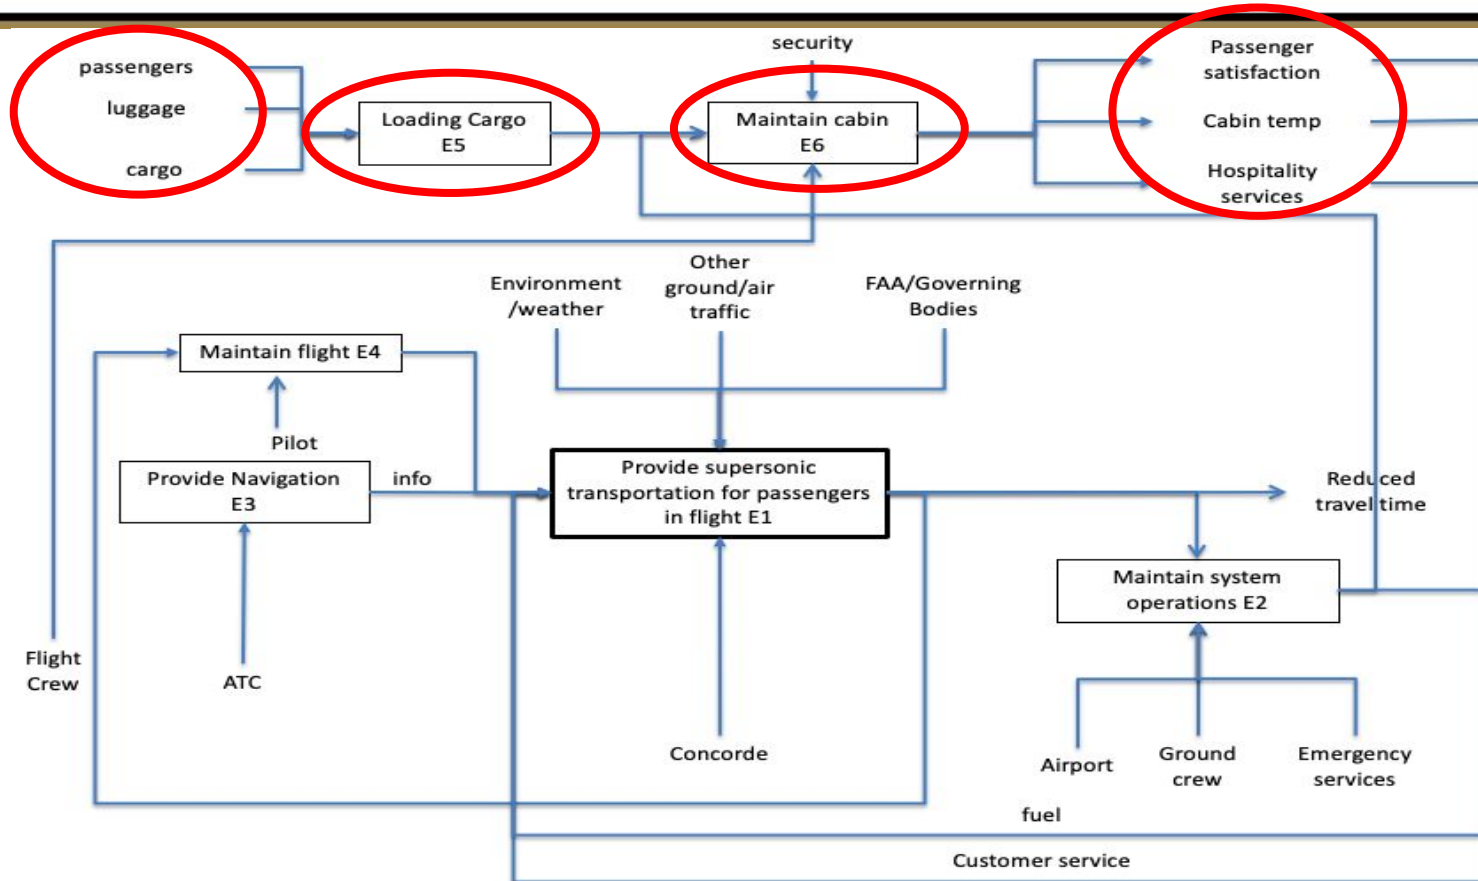 security
passengers
luggage
cargo
Loading Cargo
E5
Maintain cabin
E6
Passenger
satisfaction
Cabin temp
Hospitality
services
Environment
/weather
Other
ground/air
traffic
FAA/Governing
Bodies
Maintain flight E4
Pilot
Provide Navigation
E3
info
Provide supersonic
transportation for passengers
in flight E1
Reduced
travel time
Maintain system
operations E2
Flight
Crew
ATC
Concorde
Airport
Ground
crew
Emergency
services
fuel
Customer service